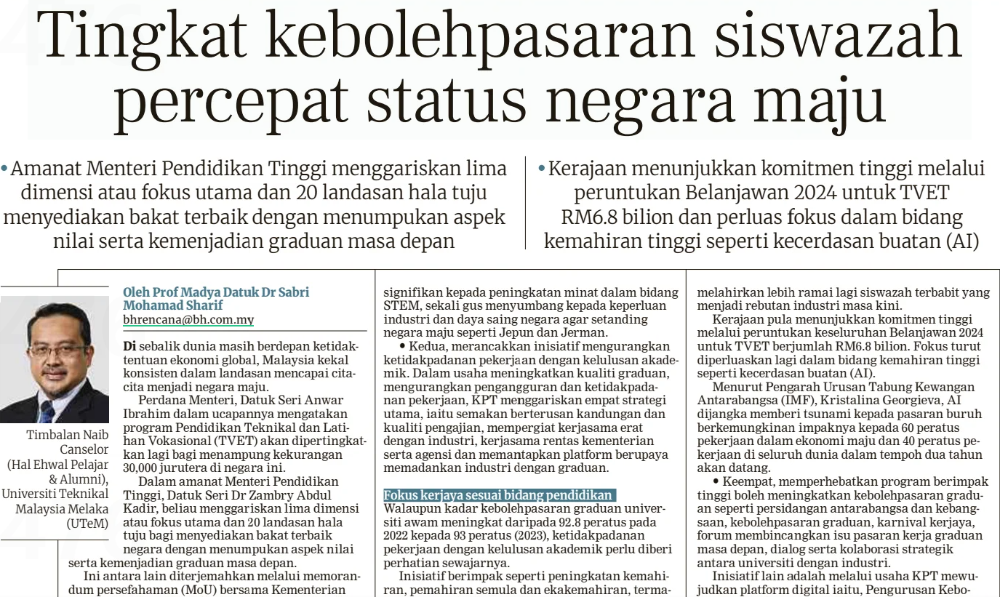 Tingkat kebolehpasaran siswazah
percepat status negara maju
•Amanat Menteri Pendidikan Tinggi menggariskan lima
dimensi atau fokus utama dan 20 landasan hala tuju
menyediakan bakat terbaik dengan menumpukan aspek
nilai serta kemenjadian graduan masa depan
•Kerajaan menunjukkan komitmen tinggi melalui
peruntukan Belanjawan 2024 untuk TVET
RM6.8 bilion dan perluas fokus dalam bidang
kemahiran tinggi seperti kecerdasan buatan (AI)
Timbalan Naib
Canselor
(Hal Ehwal Pelajar
& Alumni),
Universiti Teknikal
Malaysia Melaka
(UTeM)
Oleh Prof Madya Datuk Dr Sabri
Mohamad Sharif
bhrencana@bh.com.my
Di sebalik dunia masih berdepan ketidak-
tentuan ekonomi global, Malaysia kekal
konsisten dalam landasan mencapai cita-
cita menjadi negara maju.
Perdana Menteri, Datuk Seri Anwar
Ibrahim dalam ucapannya mengatakan
program Pendidikan Teknikal dan Lati-
han Vokasional (TVET) akan dipertingkat-
kan lagi bagi menampung kekurangan
30,000 jurutera di negara ini.
Dalam amanat Menteri Pendidikan
Tinggi, Datuk Seri Dr Zambry Abdul
Kadir, beliau menggariskan lima dimensi
atau fokus utama dan 20 landasan hala
tuju bagi menyediakan bakat terbaik
negara dengan menumpukan aspek nilai
serta kemenjadian graduan masa depan.
Ini antara lain diterjemahkan melalui memoran-
dum persefahaman (MoU) bersama Kementerian
signifikan kepada peningkatan minat dalam bidang
STEM, sekali gus menyumbang kepada keperluan
industri dan daya saing negara agar setanding
negara maju seperti Jepun dan Jerman.
• Kedua, merancakkan inisiatif mengurangkan
ketidakpadanan pekerjaan dengan kelulusan akade-
mik. Dalam usaha meningkatkan kualiti graduan,
mengurangkan pengangguran dan ketidakpada-
nan pekerjaan, KPT menggariskan empat strategi
utama, iaitu semakan berterusan kandungan dan
kualiti pengajian, mempergiat kerjasama erat
dengan industri, kerjasama rentas kementerian
serta agensi dan memantapkan platform berupaya
memadankan industri dengan graduan.
Fokus kerjaya sesuai bidang pendidikan
Walaupun kadar kebolehpasaran graduan univer-
siti awam meningkat daripada 92.8 peratus pada
2022 kepada 93 peratus (2023), ketidakpadanan
pekerjaan dengan kelulusan akademik perlu diberi
perhatian sewajarnya.
Inisiatif berimpak seperti peningkatan kemahi-
ran, pemahiran semula dan ekakemahiran, terma-
melahirkan lebih ramai lagi siswazah terbabit yang
menjadi rebutan industri masa kini.
Kerajaan pula menunjukkan komitmen tinggi
melalui peruntukan keseluruhan Belanjawan 2024
untuk TVET berjumlah RM6.8 bilion. Fokus turut
diperluaskan lagi dalam bidang kemahiran tinggi
seperti kecerdasan buatan (AI).
Menurut Pengarah Urusan Tabung Kewangan
Antarabangsa (IMF), Kristalina Georgieva, AI
dijangka memberi tsunami kepada pasaran buruh
berkemungkinan impaknya kepada 60 peratus
pekerjaan dalam ekonomi maju dan 40 peratus pe-
kerjaan di seluruh dunia dalam tempoh dua tahun
akan datang.
• Keempat, memperhebatkan program berimpak
tinggi boleh meningkatkan kebolehpasaran gradu-
an seperti persidangan antarabangsa dan kebang-
saan, kebolehpasaran graduan, karnival kerjaya,
forum membincangkan isu pasaran kerja graduan
masa depan, dialog serta kolaborasi strategik
antara universiti dengan industri.
Inisiatif lain adalah melalui usaha KPT mewu-
judkan platform digital iaitu, Pengurusan Kebo-